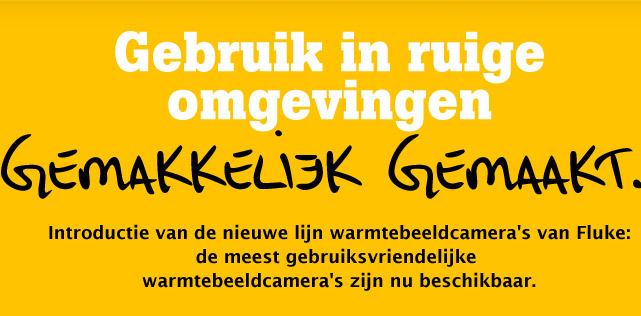 Gebruik in ruige
omgevingen
GEMAKKELIJK GEMAAKT.
Introductie van de nieuwe lijn warmtebeeldcamera's van Fluke:
de meest gebruiksvriendelijke
warmtebeeldcamera's zijn nu beschikbaar.